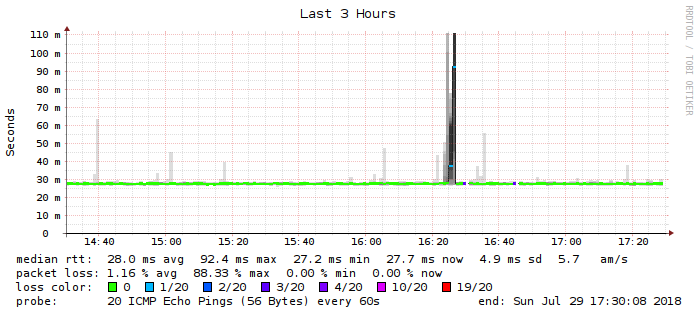 Last 3 Hours
RRDTOOL / TOBI OETIKER
Seconds
110 m
100 m
90 m
80 m
70 m
60 m
50 m
40 m
30 m
20 m
10 m
0
14:40 15:00 15:20 15:40 16:00 16:20 16:40 17:00 17:20
median rtt: 28.0 ms avg 92.4 ms max 27.2 ms min 27.7 ms now 4.9 ms sd 5.7 am/s
packet loss: 1.16 % avg 88.33 % max 0.00 % min 0.00 % now
loss color: 0 1/20 2/20 3/20 4/20 10/20 19/20
probe: 20 ICMP Echo Pings (56 Bytes) every 60s end: Sun Jul 29 17:30:08 2018